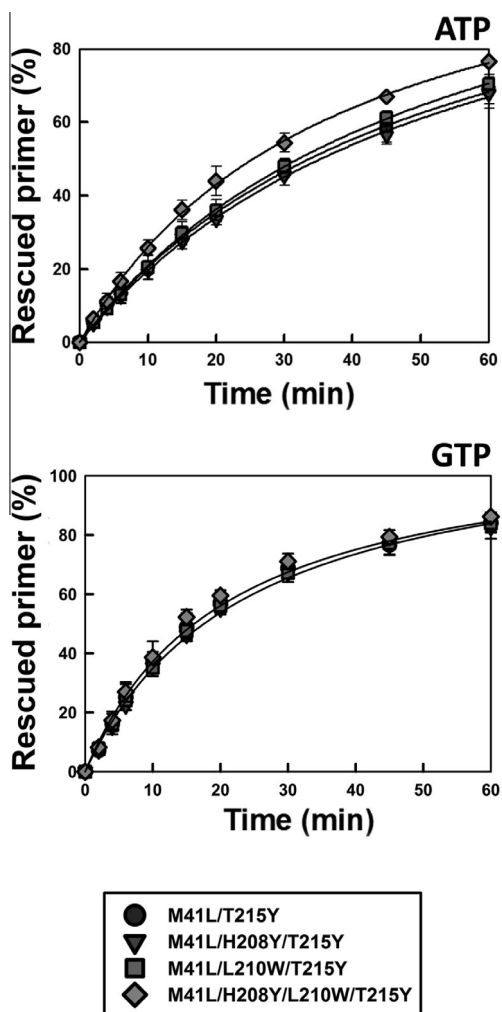 ATP
Rescued primer (%)
80
60
40
20
0
0 10 20 30 40 50 60
Time (min)
GTP
Rescued primer (%)
100
80
60
40
20
0
0 10 20 30 40 50 60
Time (min)
M41L/T215Y
M41L/H208Y/T215Y
M41L/L210W/T215Y
M41L/H208Y/L210W/T215Y